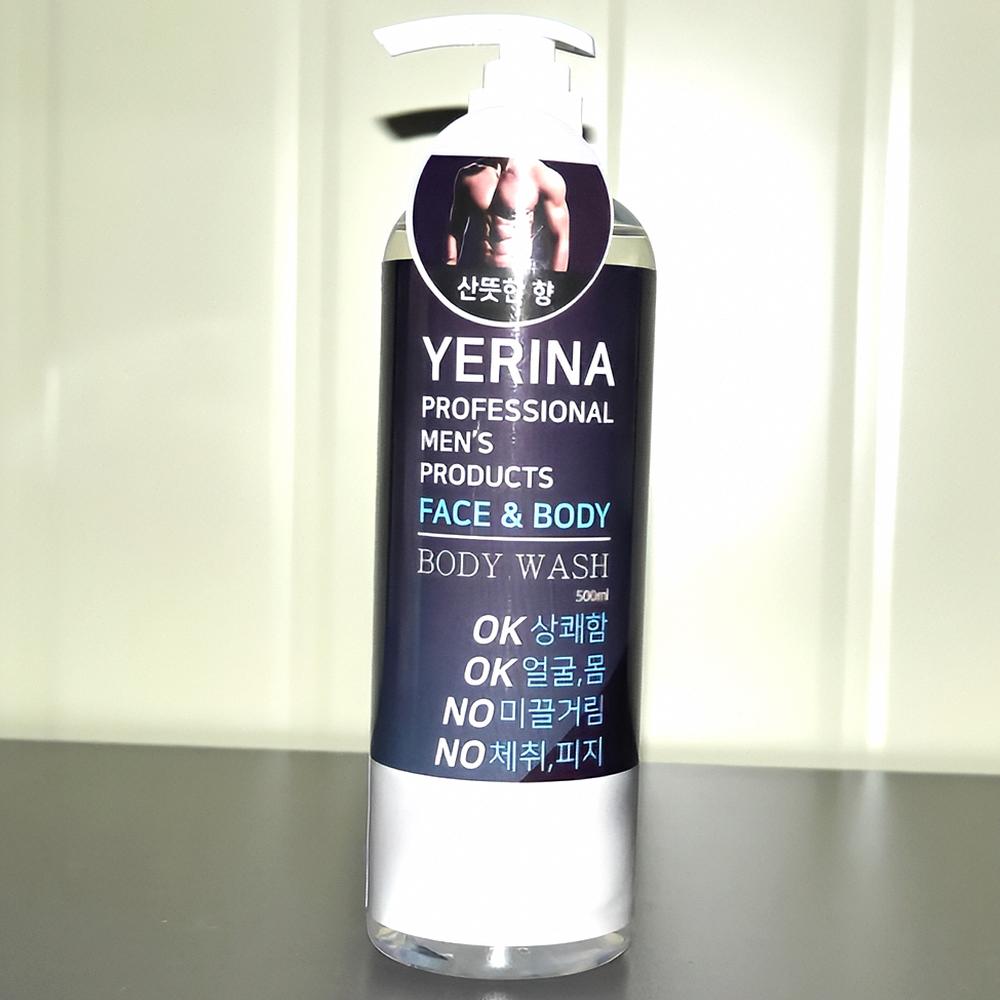 산뜻한 향
YERINA
PROFESSIONAL
MEN'S
PRODUCTS
FACE & BODY
BODY WASH
500ml
OK 상쾌함
OK 얼굴,몸
NO 미끌거림
NO 체취,피지